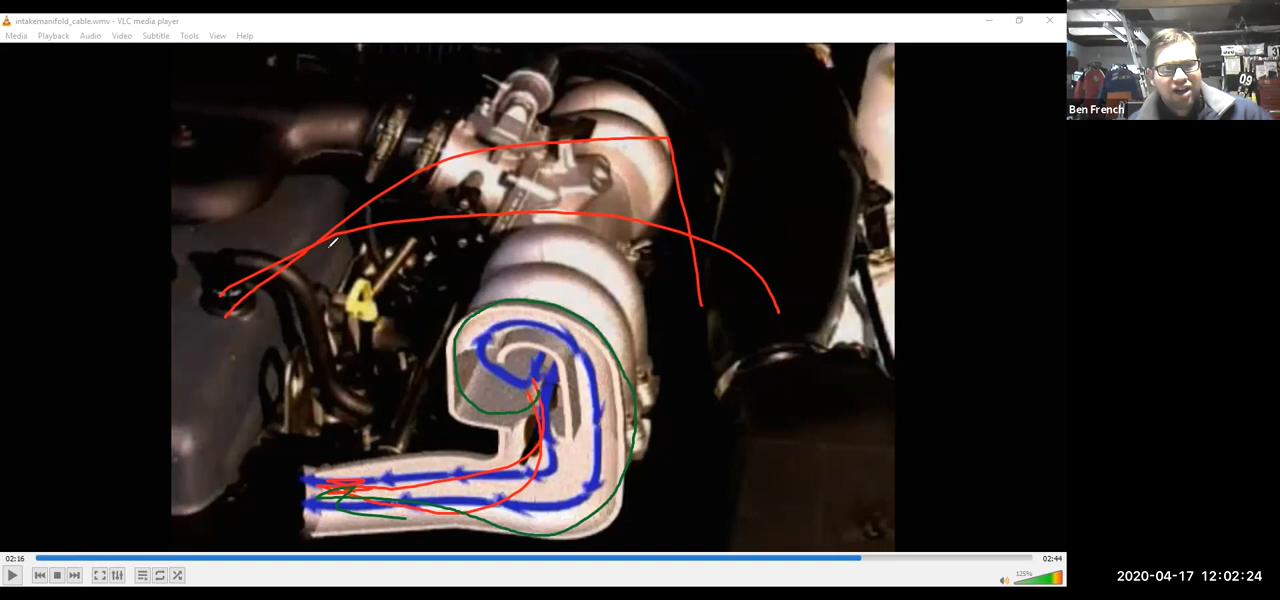 intakemanifold_cable.wmv - VLC media player
Media Playback Audio Video Subtitle Tools View Help
Ben French
09
02:16
02:44
125%
2020-04-17 12:02:24